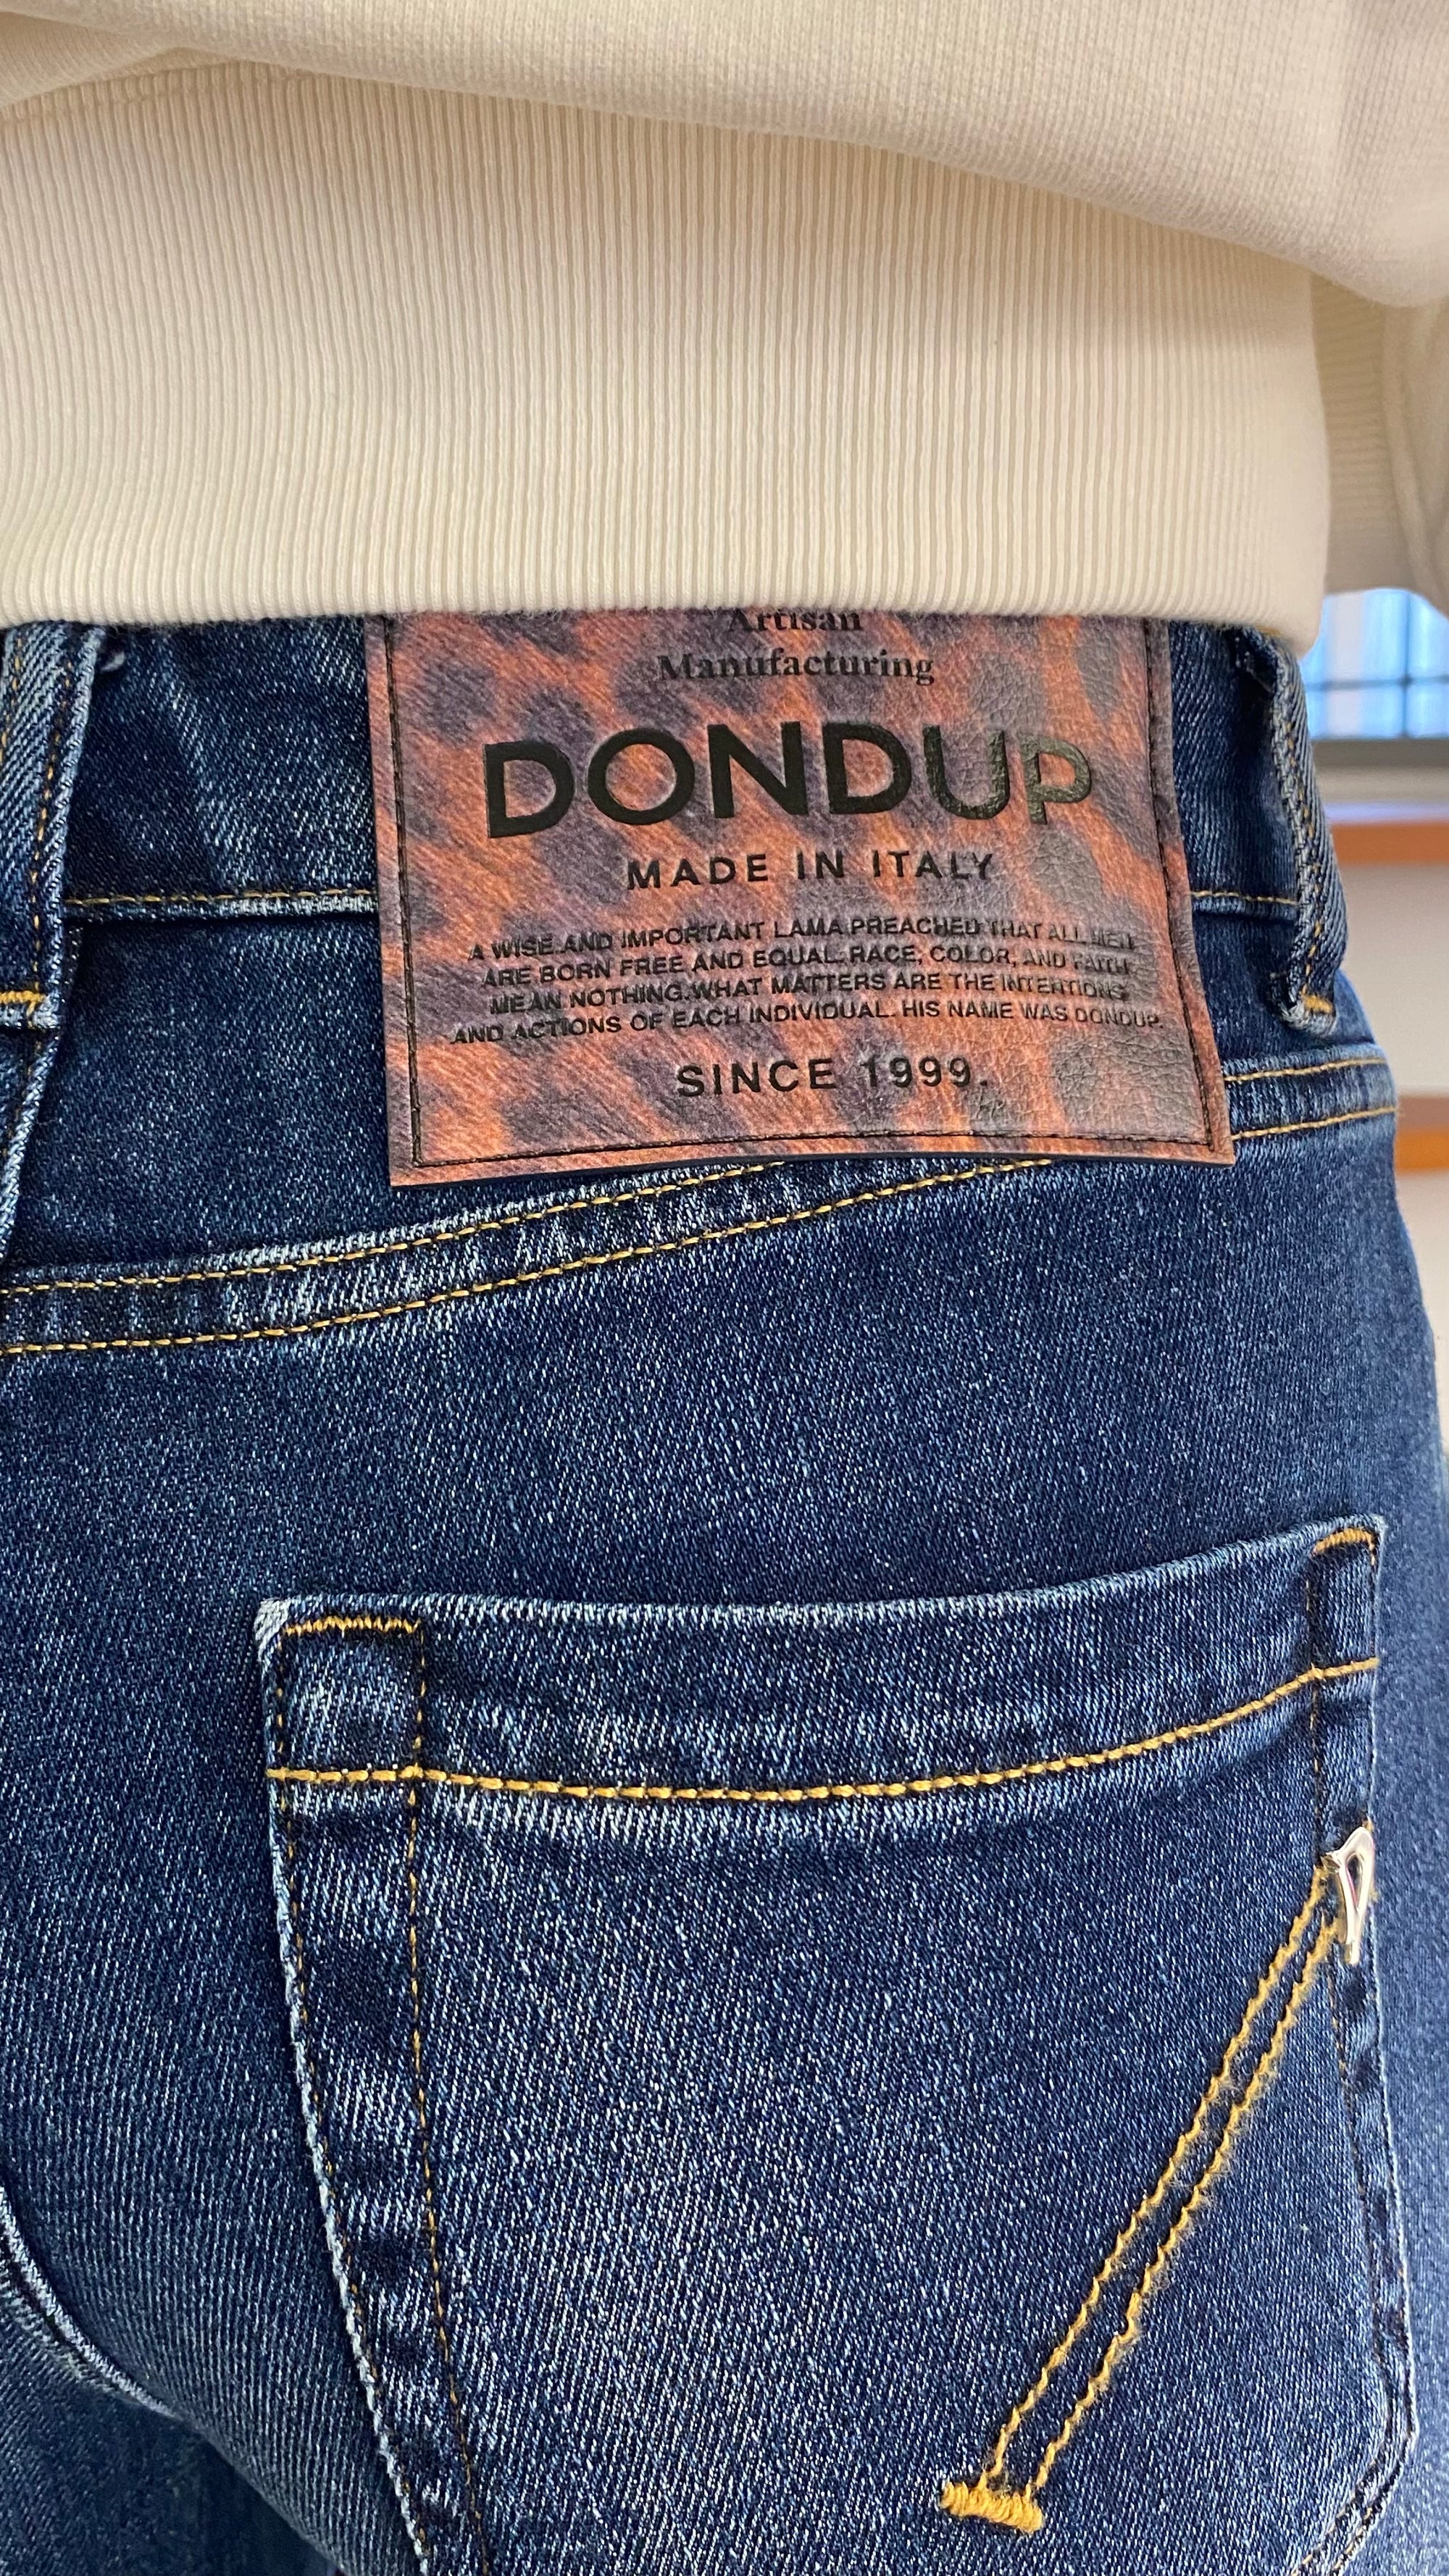 Artisan
Manufacturing
DONDUP
MADE IN ITALY
A WISE AND IMPORTANT LAMA PREACHED THAT ALL MEN
ARE BORN FREE AND EQUAL. RACE, COLOR, AND FAITH
MEAN NOTHING. WHAT MATTERS ARE THE INTENTIONS
AND ACTIONS OF EACH INDIVIDUAL. HIS NAME WAS DONDUP.
SINCE 1999.